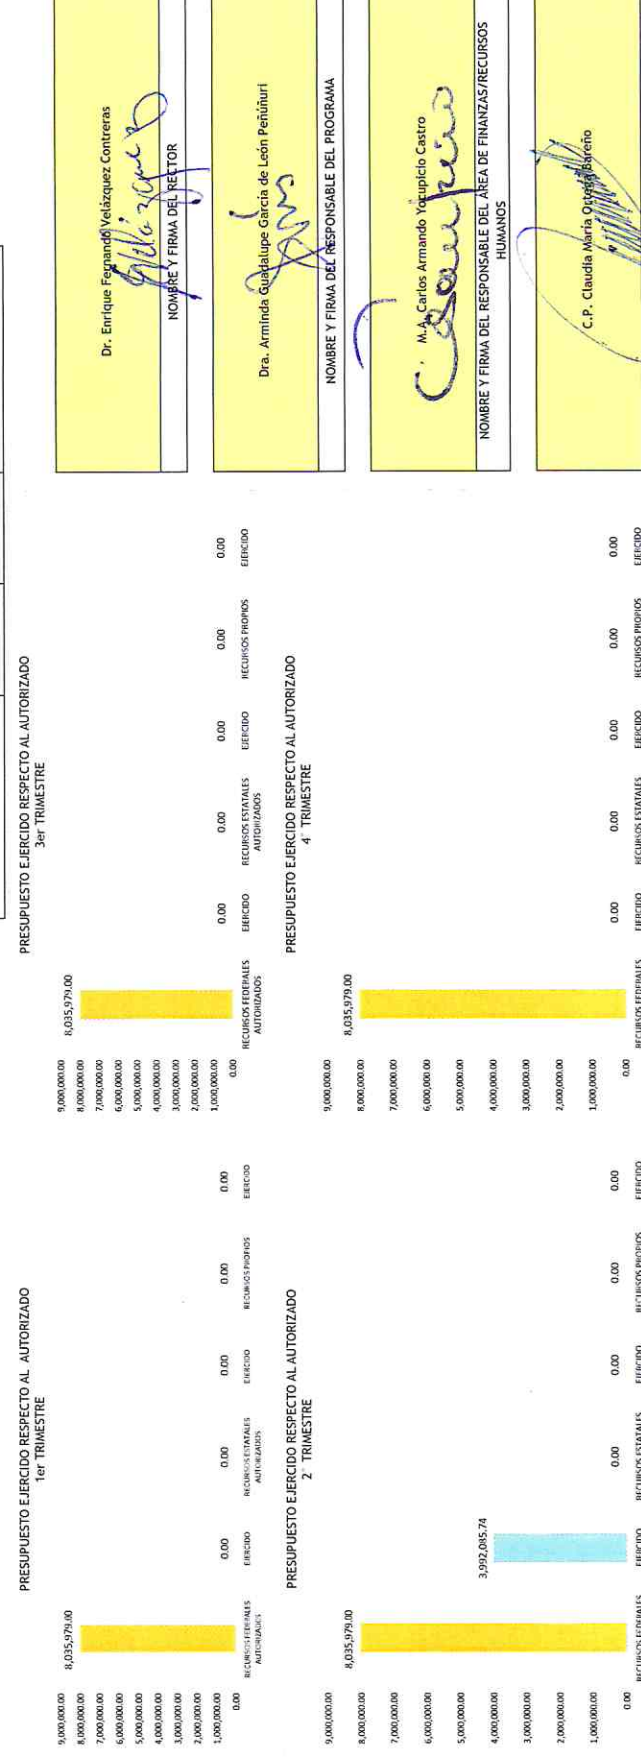 PRESUPUESTO EJERCIDO RESPECTO AL AUTORIZADO
1er TRIMESTRE
9,000,000.00
8,000,000.00
7,000,000.00
6,000,000.00
5,000,000.00
4,000,000.00
3,000,000.00
2,000,000.00
1,000,000.00
0.00
8,035,979.00
0.00
0.00
0.00
0.00
0.00
RECURSOS FEDERALES
AUTORIZADOS
EJERCIDO
RECURSOS ESTATALES
AUTORIZADOS
EJERCIDO
RECURSOS PROPIOS
EJERCIDO
PRESUPUESTO EJERCIDO RESPECTO AL AUTORIZADO
3er TRIMESTRE
9,000,000.00
8,000,000.00
7,000,000.00
6,000,000.00
5,000,000.00
4,000,000.00
3,000,000.00
2,000,000.00
1,000,000.00
0.00
8,035,979.00
0.00
0.00
0.00
0.00
0.00
RECURSOS FEDERALES
AUTORIZADOS
EJERCIDO
RECURSOS ESTATALES
AUTORIZADOS
EJERCIDO
RECURSOS PROPIOS
EJERCIDO
Dr. Enrique Fernando Velázquez Contreras
NOMBRE Y FIRMA DEL RECTOR
Dra. Arminda Guadalupe García de León Peñúñuri
NOMBRE Y FIRMA DEL RESPONSABLE DEL PROGRAMA
PRESUPUESTO EJERCIDO RESPECTO AL AUTORIZADO
2° TRIMESTRE
9,000,000.00
8,000,000.00
7,000,000.00
6,000,000.00
5,000,000.00
4,000,000.00
3,000,000.00
2,000,000.00
1,000,000.00
0.00
8,035,979.00
3,992,085.74
0.00
0.00
0.00
0.00
RECURSOS FEDERALES
EJERCIDO
RECURSOS ESTATALES
EJERCIDO
RECURSOS PROPIOS
EJERCIDO
PRESUPUESTO EJERCIDO RESPECTO AL AUTORIZADO
4° TRIMESTRE
9,000,000.00
8,000,000.00
7,000,000.00
6,000,000.00
5,000,000.00
4,000,000.00
3,000,000.00
2,000,000.00
1,000,000.00
0.00
8,035,979.00
0.00
0.00
0.00
0.00
0.00
RECURSOS FEDERALES
EJERCIDO
RECURSOS ESTATALES
EJERCIDO
RECURSOS PROPIOS
EJERCIDO
M.A. Carlos Armando Yocupicio Castro
NOMBRE Y FIRMA DEL RESPONSABLE DEL ÁREA DE FINANZAS/RECURSOS
HUMANOS
C.P. Claudia María Ortega Bareño